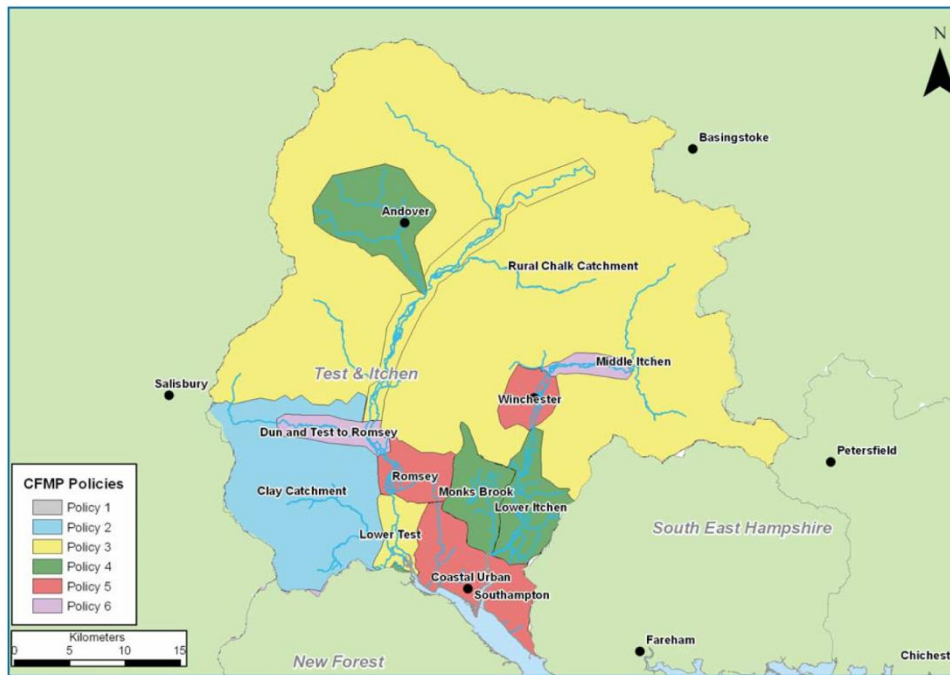 N
Basingstoke
Andover
Rural Chalk Catchment
Middle Itchen
Test & Itchen
Salisbury
Winchester
Dun and Test to Romsey
Petersfield
CFMP Policies
Policy 1
Policy 2
Policy 3
Policy 4
Policy 5
Policy 6
Romsey
Clay Catchment
Monks Brook
Lower Itchen
South East Hampshire
Lower Test
Coastal Urban
Southampton
Kilometers
0 5 10 15
Fareham
New Forest
Chichest